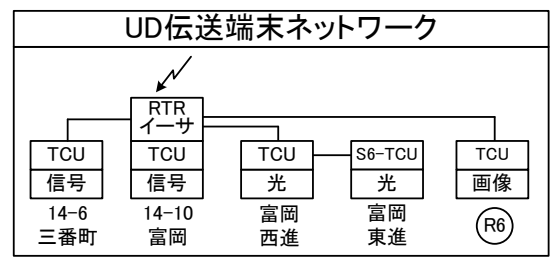 UD伝送端末ネットワーク
RTR
イーサ
TCU
TCU
TCU
S6-TCU
TCU
信号
信号
光
光
画像
14-6
三番町
14-10
富岡
富岡
西進
富岡
東進
R6